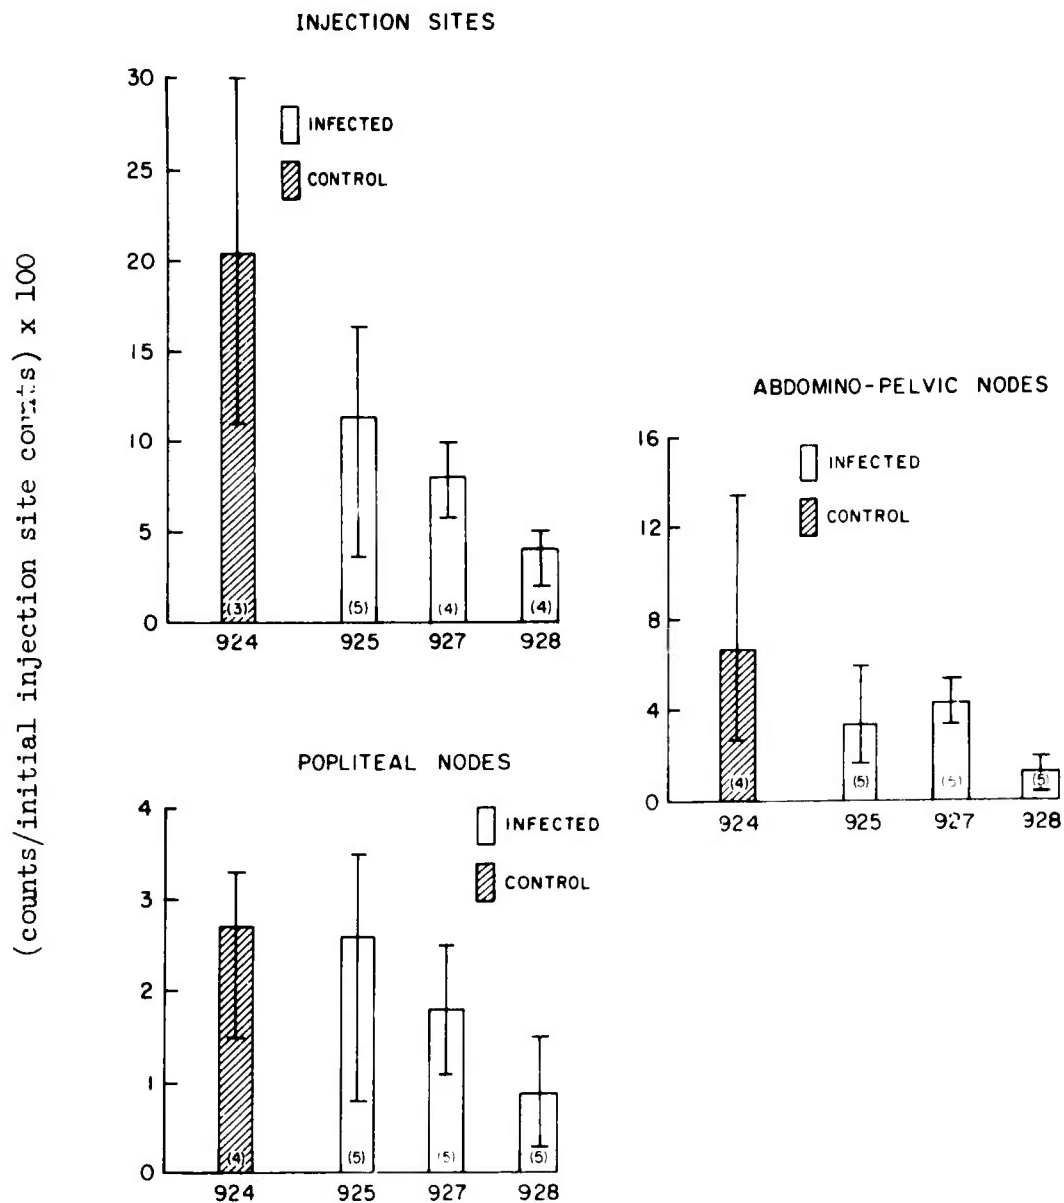 INJECTION SITES
(counts/initial injection site counts) x 100
30
25
20
15
10
5
0
INFECTED
CONTROL
(3) (5) (4) (4)
924 925 927 928
ABDOMINO-PELVIC NODES
16
12
8
4
0
INFECTED
CONTROL
(4) (5) (5) (5)
924 925 927 928
POPLITEAL NODES
4
3
2
1
0
INFECTED
CONTROL
(4) (5) (5) (5)
924 925 927 928